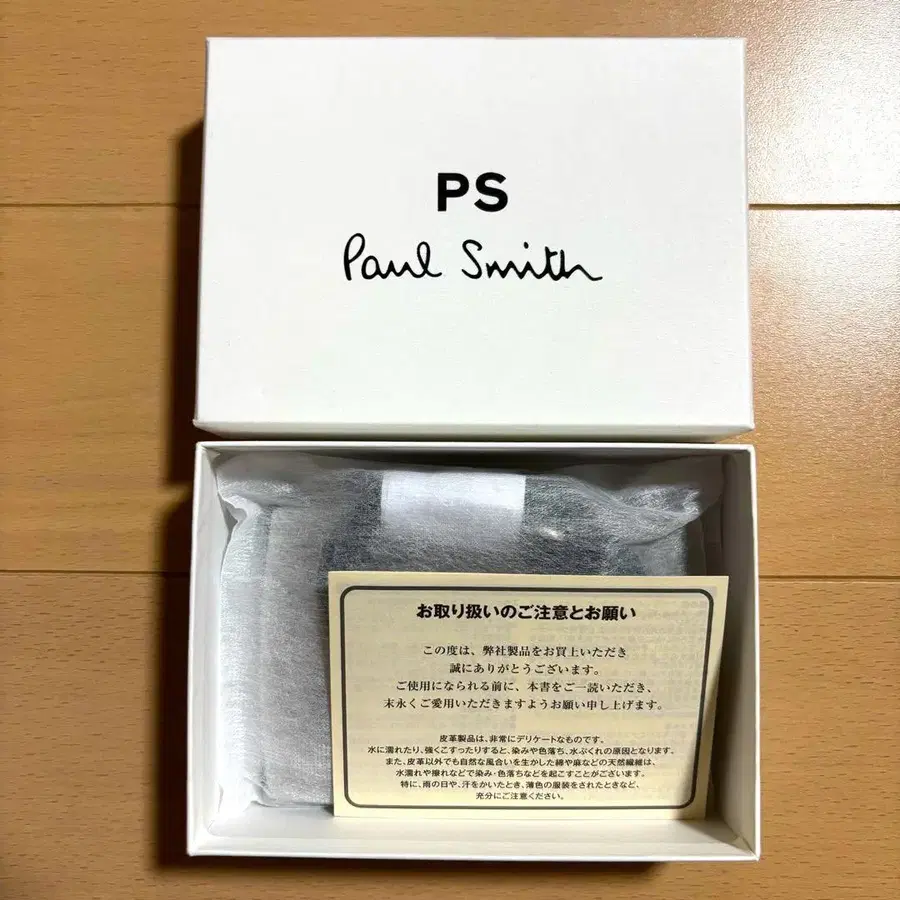 PS
Paul Smith
お取り扱いのご注意とお願い
この度は、弊社製品をお買上いただき
誠にありがとうございます。
ご使用になられる前に、本書をご一読いただき、
末永くご愛用いただきますようお願い申し上げます。
皮革製品は、非常にデリケートなものです。
水に濡れたり、強くこすったりすると、染みや色落ち、水ぶくれの原因となります。
また、皮革以外でも自然な風合いを生かした綿や麻などの天然繊維は、
水濡れや擦れなどで染み・色落ちなどを起こすことがございます。
特に、雨の日や、汗をかいたとき、薄色の服装をされたときなど、
充分にご注意ください。